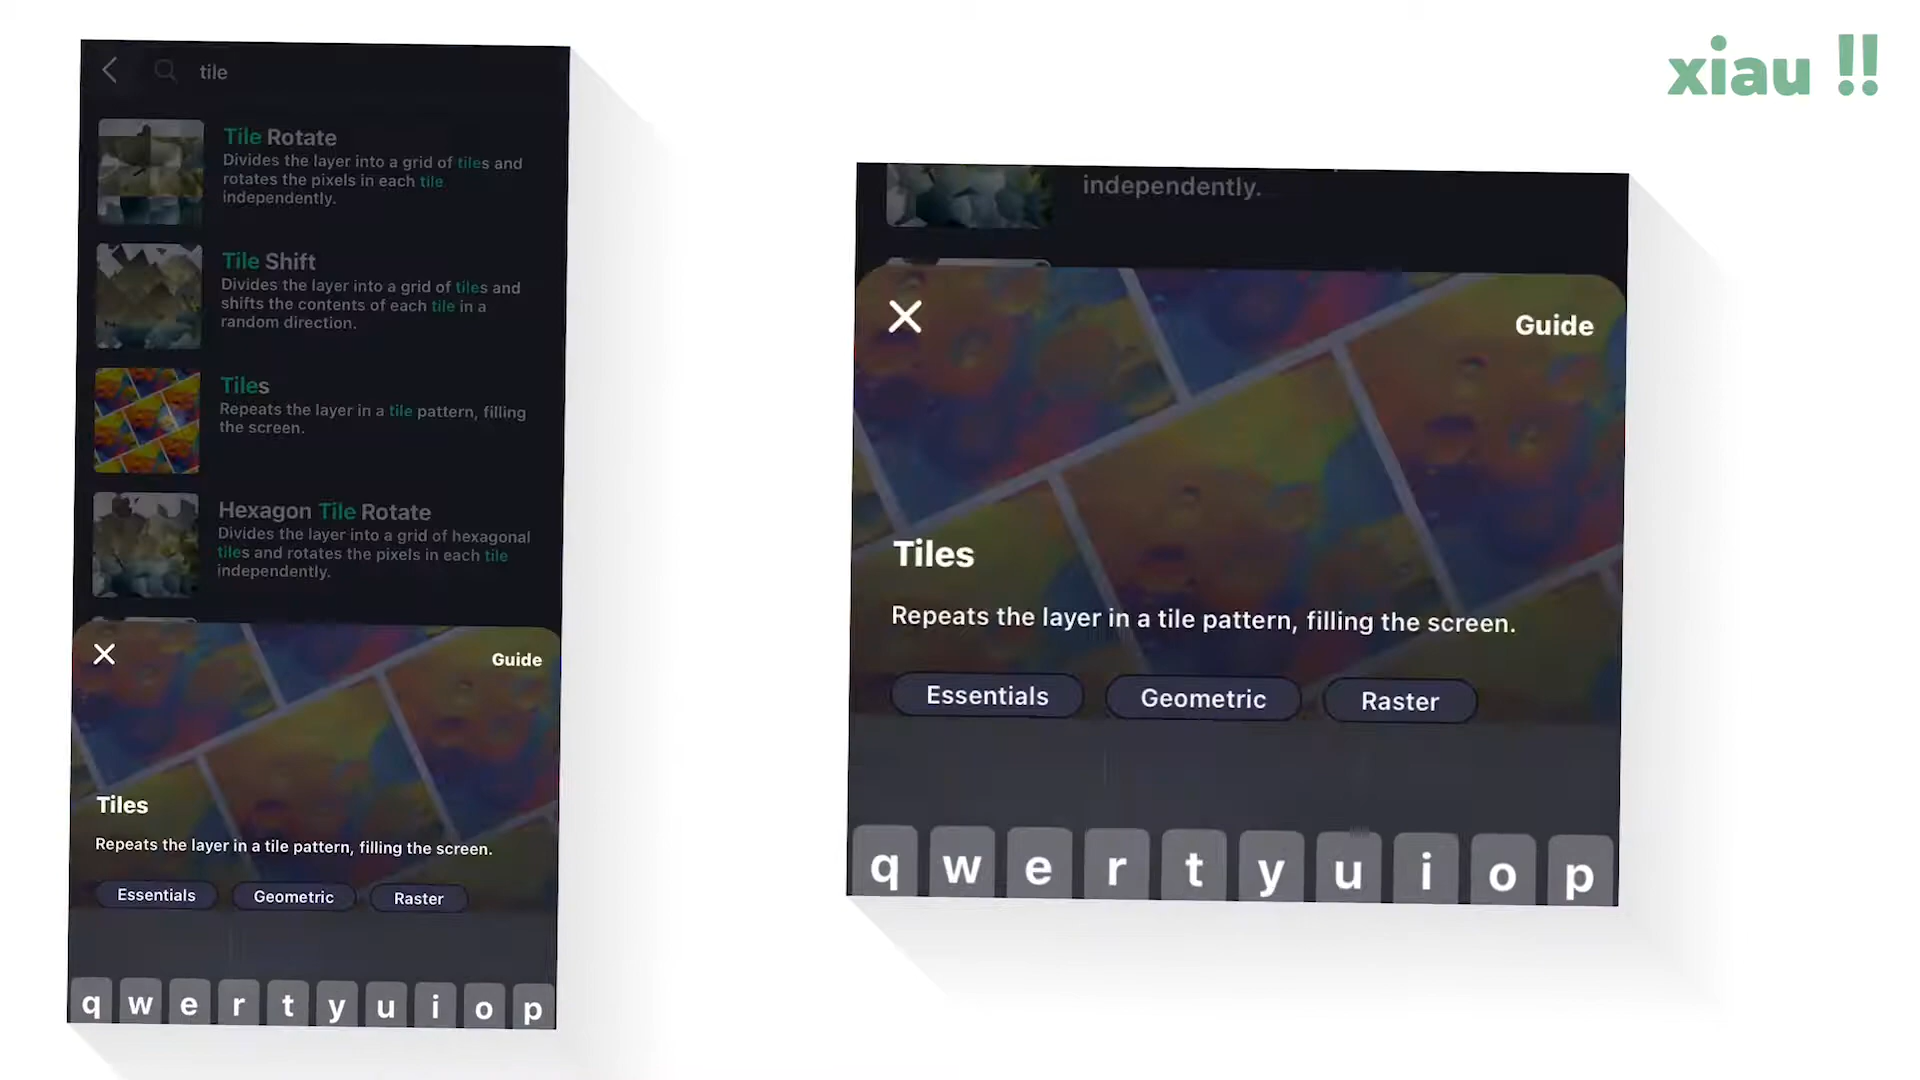 xiau !!
tile
Tile Rotate
Divides the layer into a grid of tiles and
rotates the pixels in each tile
independently.
Tile Shift
Divides the layer into a grid of tiles and
shifts the contents of each tile in a
random direction.
Tiles
Repeats the layer in a tile pattern, filling
the screen.
Hexagon Tile Rotate
Divides the layer into a grid of hexagonal
tiles and rotates the pixels in each tile
independently.
Guide
Tiles
Repeats the layer in a tile pattern, filling the screen.
Essentials Geometric Raster
q w e r t y u i o p
independently.
Guide
Tiles
Repeats the layer in a tile pattern, filling the screen.
Essentials Geometric Raster
q w e r t y u i o p